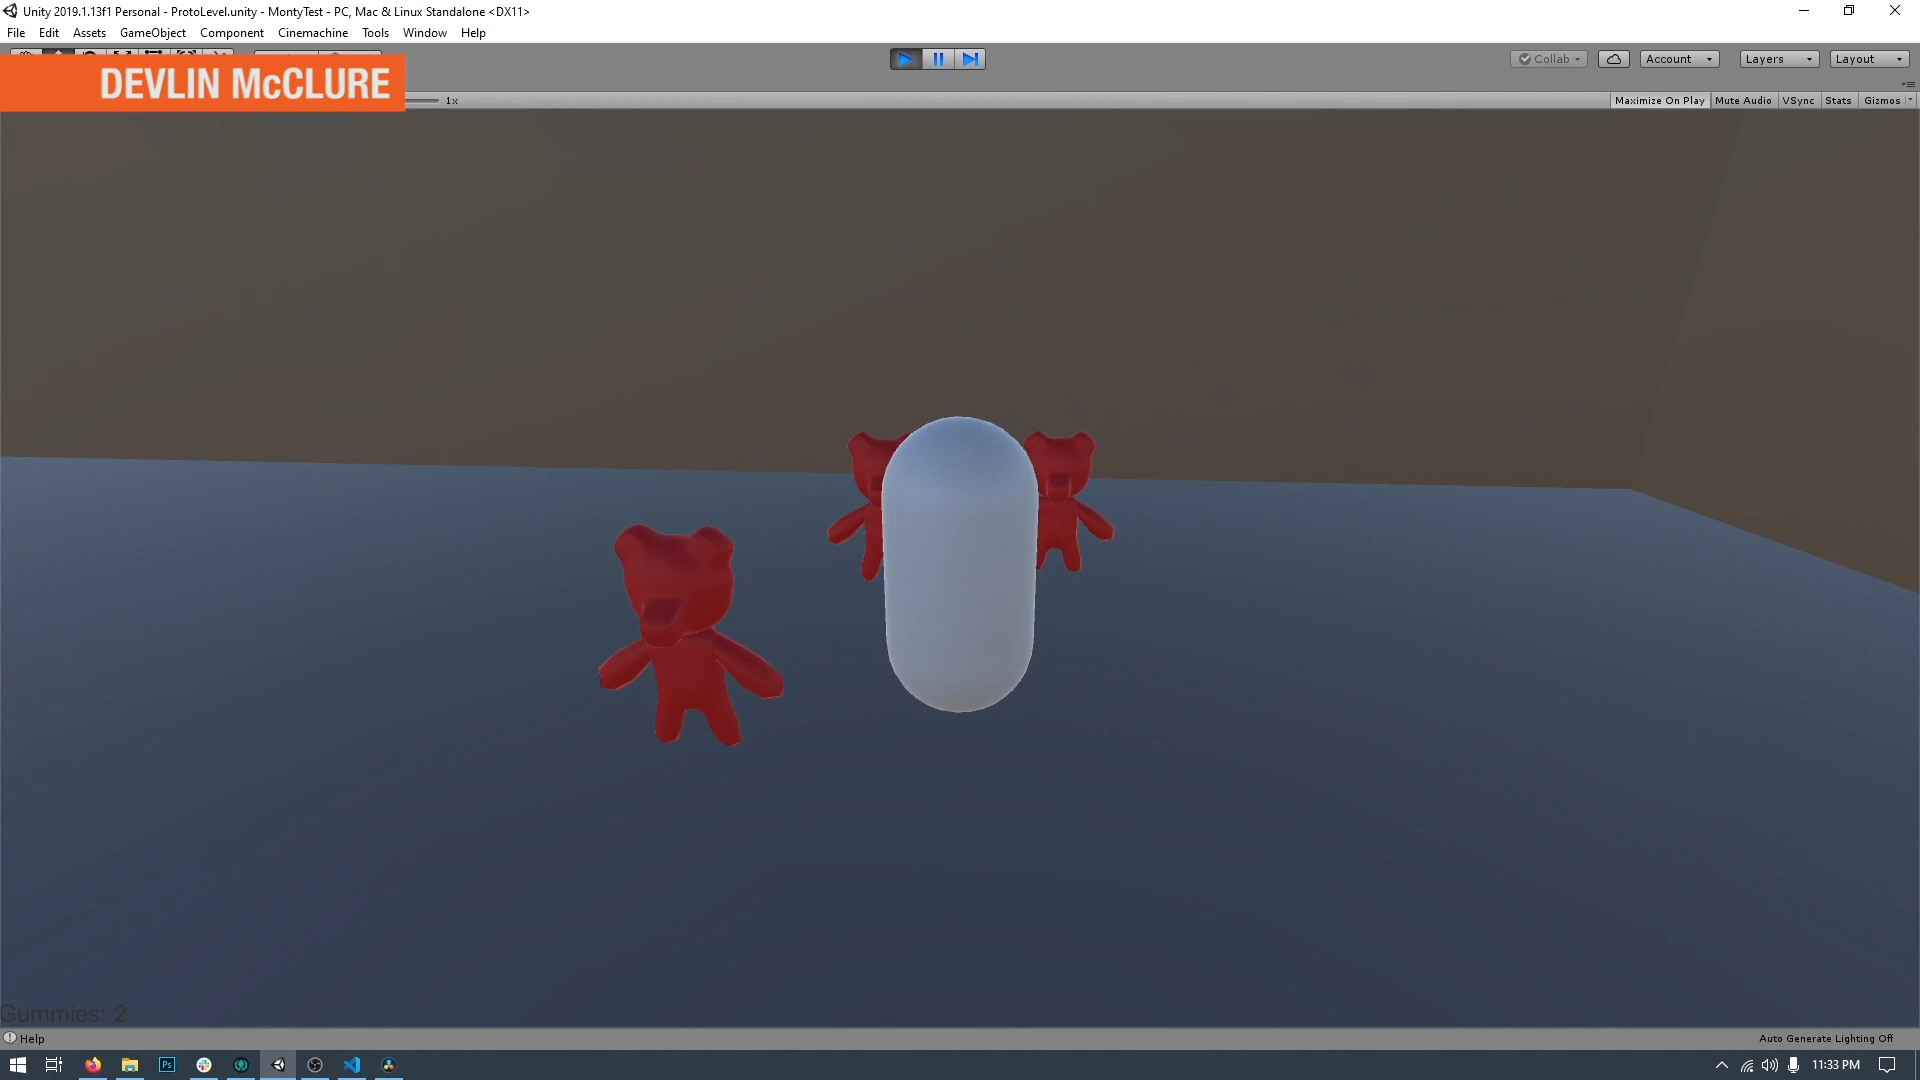 Unity 2019.1.13f1 Personal - ProtoLevel.unity - MontyTest - PC, Mac & Linux Standalone <DX11>
File Edit Assets GameObject Component Cinemachine Tools Window Help
DEVLIN McCLURE
Collab Account Layers Layout
1x Maximize On Play Mute Audio VSync Stats Gizmos
Gummies: 2
Help Auto Generate Lighting Off
Ps 11:33 PM